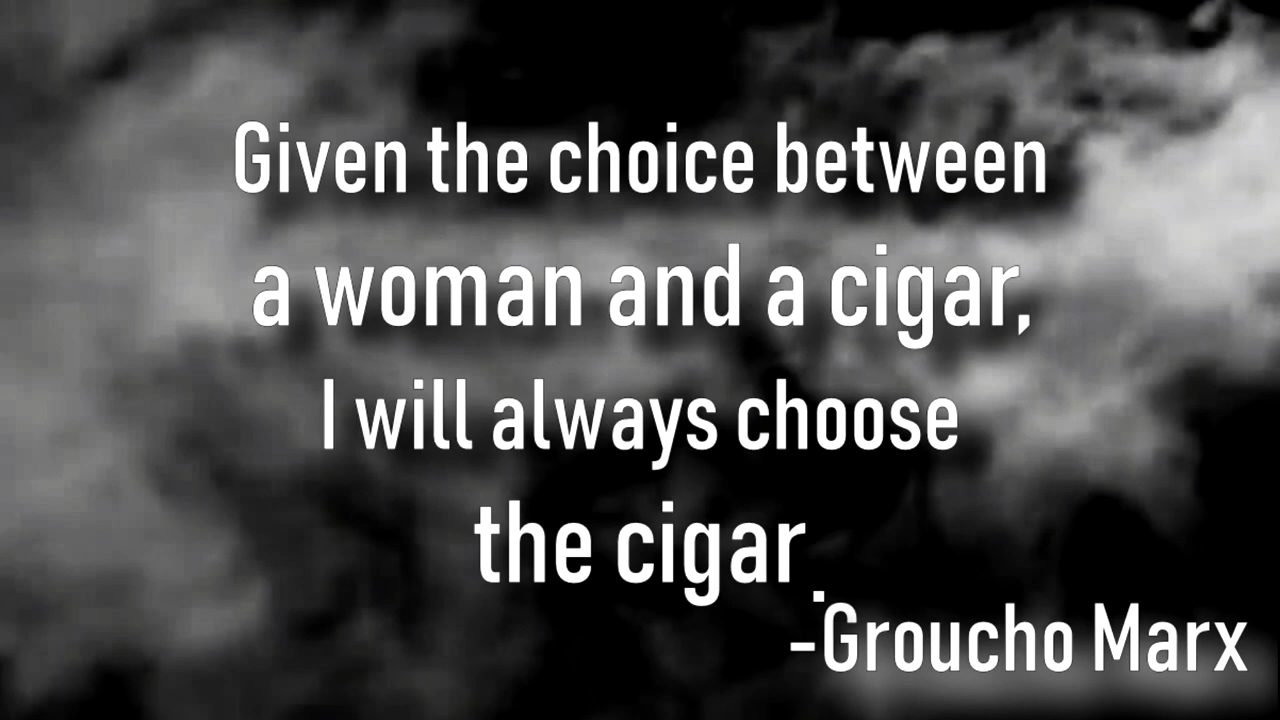 Given the choice between
a woman and a cigar,
I will always choose
the cigar.
-Groucho Marx